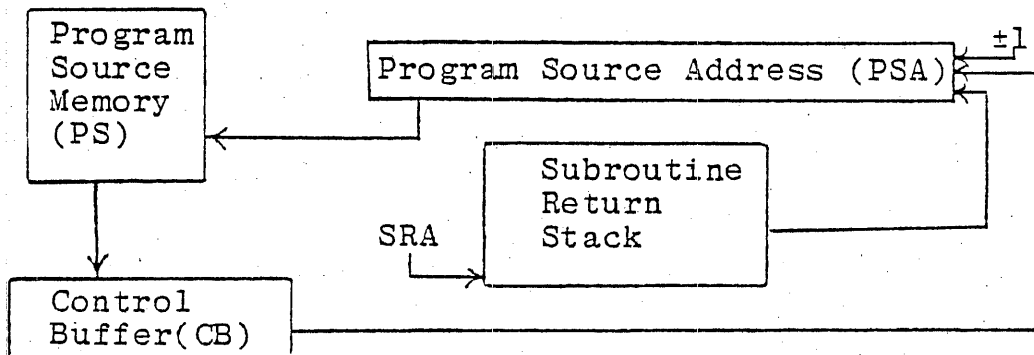 Program
Source
Memory
(PS)
±1
Program Source Address (PSA)
Subroutine
Return
Stack
SRA
Control
Buffer(CB)